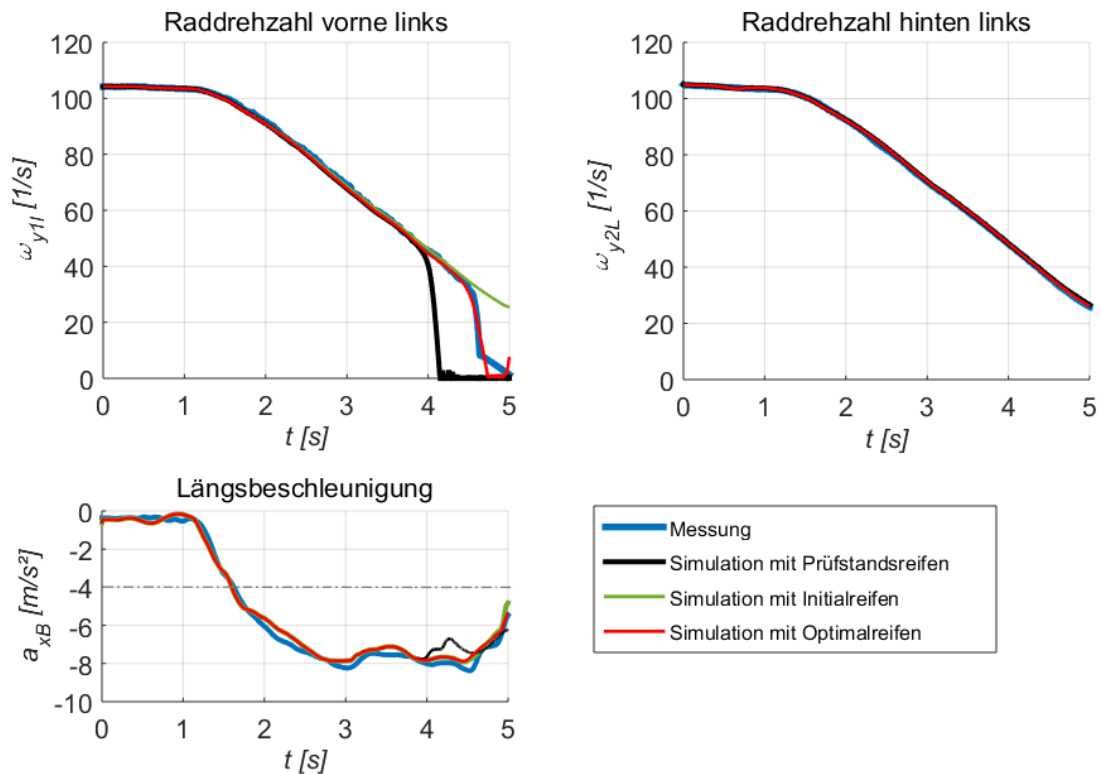 Raddrehzahl vorne links
120
100
80
60
40
20
0
ω_y1l [1/s]
0 1 2 3 4 5
t [s]
Raddrehzahl hinten links
120
100
80
60
40
20
0
ω_y2L [1/s]
0 1 2 3 4 5
t [s]
Längsbeschleunigung
0
-2
-4
-6
-8
-10
a_xB [m/s²]
0 1 2 3 4 5
t [s]
Messung
Simulation mit Prüfstandsreifen
Simulation mit Initialreifen
Simulation mit Optimalreifen